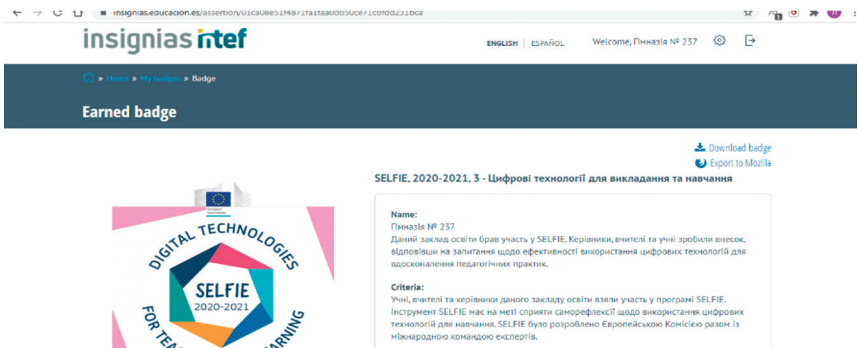 insignias intef
ENGLISH | ESPAÑOL
Welcome, Гімназія № 237
» Home » My badges » Badge
Earned badge
Download badge
Export to Mozilla
SELFIE, 2020-2021, 3 - Цифрові технології для викладання та навчання
Name:
Гімназія № 237
Даний заклад освіти брав участь у SELFIE. Керівники, вчителі та учні зробили внесок,
відповівши на запитання щодо ефективності використання цифрових технологій для
вдосконалення педагогічних практик.
Criteria:
Учні, вчителі та керівники даного закладу освіти взяли участь у програмі SELFIE.
Інструмент SELFIE має на меті сприяти саморефлексії щодо використання цифрових
технологій для навчання. SELFIE було розроблено Європейською Комісією разом із
міжнародною командою експертів.
DIGITAL TECHNOLOGIES
SELFIE
2020-2021
FOR